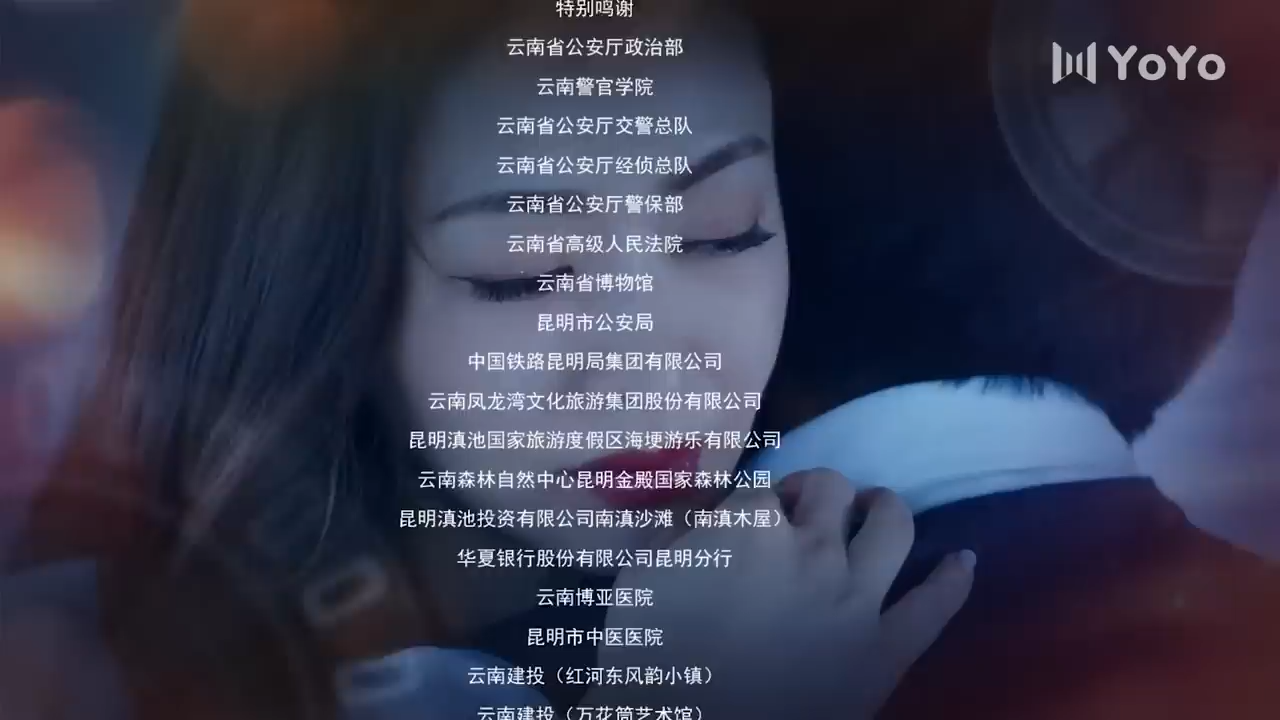 特别鸣谢
云南省公安厅政治部
YoYo
云南警官学院
云南省公安厅交警总队
云南省公安厅经侦总队
云南省公安厅警保部
云南省高级人民法院
云南省博物馆
昆明市公安局
中国铁路昆明局集团有限公司
云南凤龙湾文化旅游集团股份有限公司
昆明滇池国家旅游度假区海埂游乐有限公司
云南森林自然中心昆明金殿国家森林公园
昆明滇池投资有限公司南滇沙滩（南滇木屋）
华夏银行股份有限公司昆明分行
云南博亚医院
昆明市中医医院
云南建投（红河东风韵小镇）
云南建投（万花筒艺术馆）